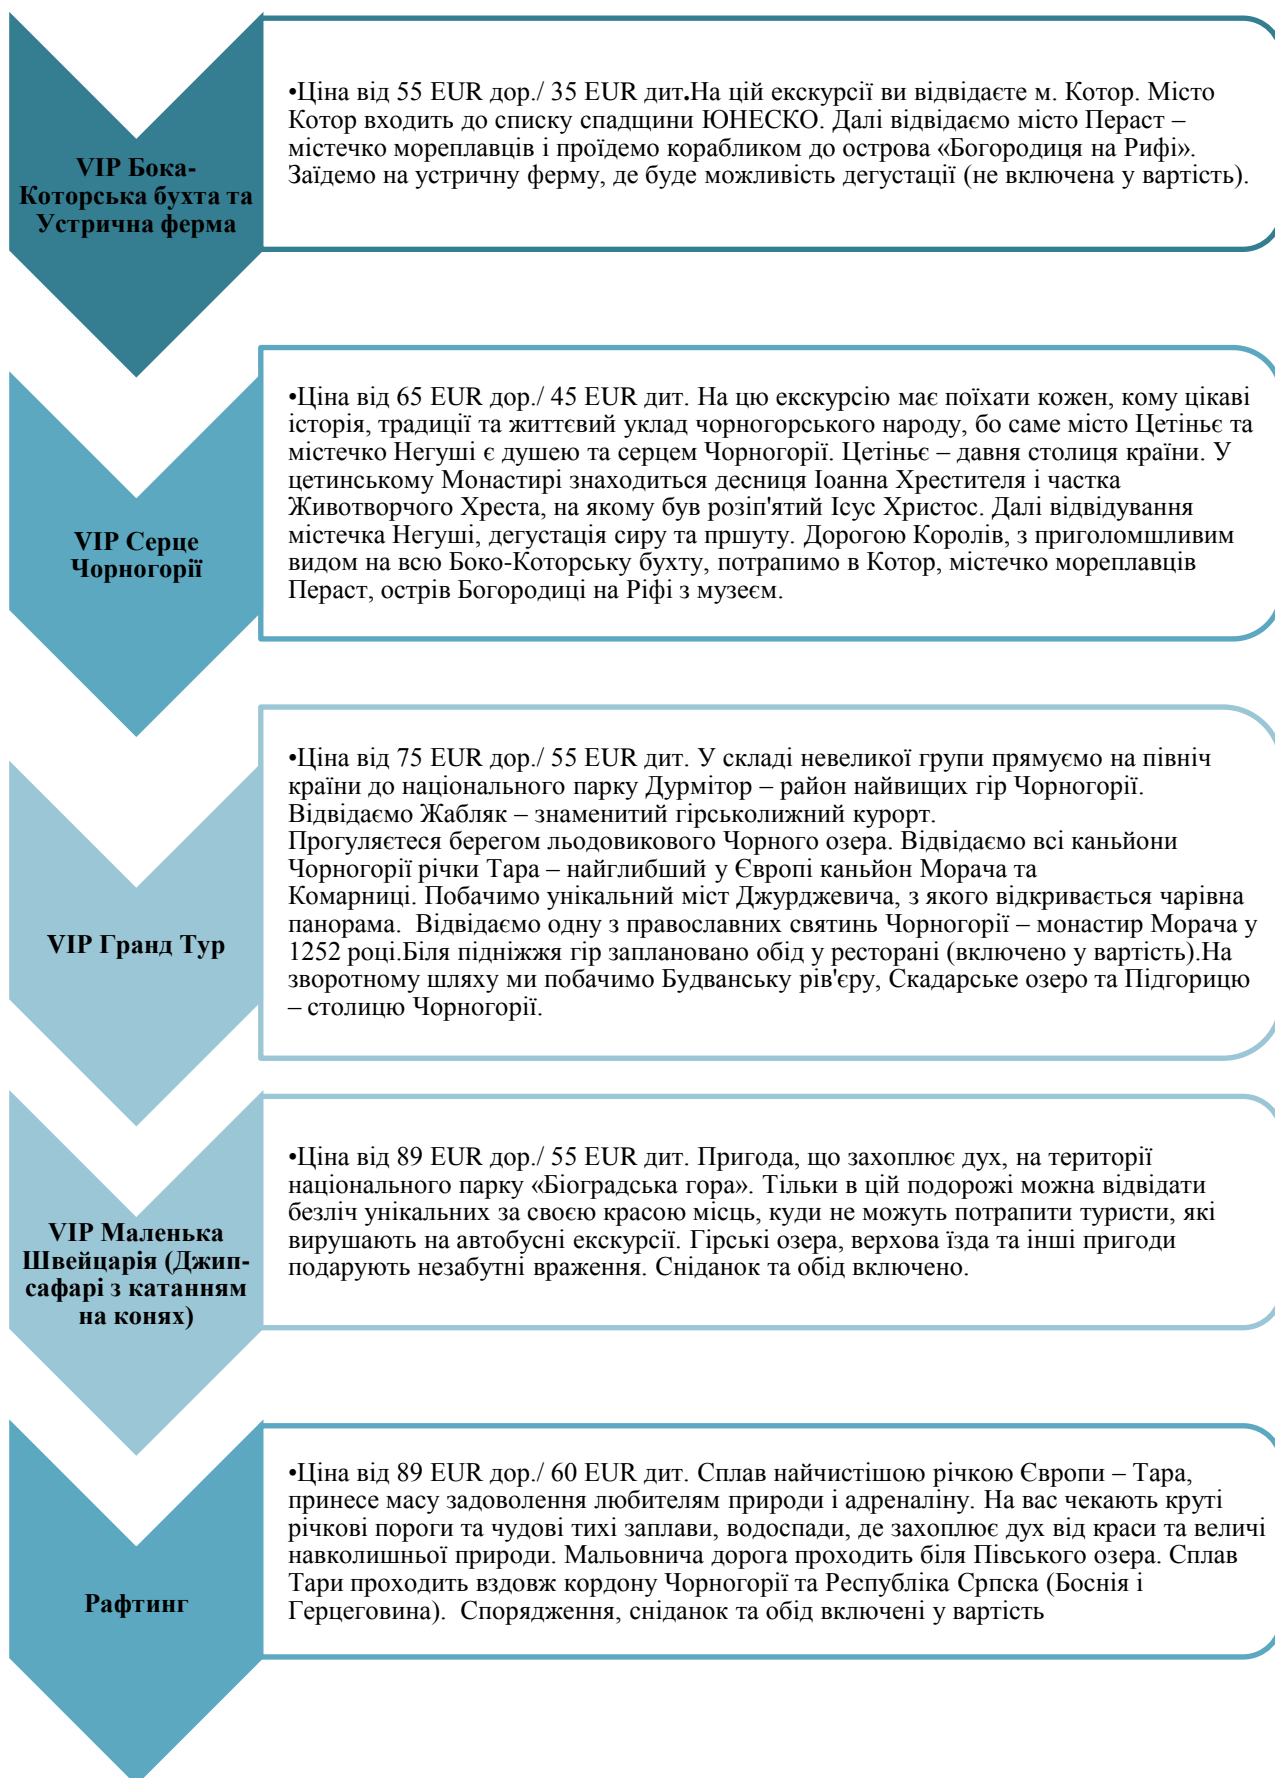 VIP Бока-
Которська бухта та
Устрична ферма
•Ціна від 55 EUR дор./ 35 EUR дит.На цій екскурсії ви відвідаєте м. Котор. Місто
Котор входить до списку спадщини ЮНЕСКО. Далі відвідаємо місто Пераст –
містечко мореплавців і проїдемо корабликом до острова «Богородиця на Рифі».
Заїдемо на устричну ферму, де буде можливість дегустації (не включена у вартість).
VIP Серце
Чорногорії
•Ціна від 65 EUR дор./ 45 EUR дит. На цю екскурсію має поїхати кожен, кому цікаві
історія, традиції та життєвий уклад чорногорського народу, бо саме місто Цетіньє та
містечко Негуші є душею та серцем Чорногорії. Цетіньє – давня столиця країни. У
цетинському Монастирі знаходиться десниця Іоанна Хрестителя і частка
Животворчого Хреста, на якому був розіп'ятий Ісус Христос. Далі відвідування
містечка Негуші, дегустація сиру та пршуту. Дорогою Королів, з приголомшливим
видом на всю Боко-Которську бухту, потрапимо в Котор, містечко мореплавців
Пераст, острів Богородиці на Ріфі з музеєм.
VIP Гранд Тур
•Ціна від 75 EUR дор./ 55 EUR дит. У складі невеликої групи прямуємо на північ
країни до національного парку Дурмітор – район найвищих гір Чорногорії.
Відвідаємо Жабляк – знаменитий гірськолижний курорт.
Прогуляєтеся берегом льодовикового Чорного озера. Відвідаємо всі каньйони
Чорногорії річки Тара – найглибший у Європі каньйон Морача та
Комарниці. Побачимо унікальний міст Джурджевича, з якого відкривається чарівна
панорама.  Відвідаємо одну з православних святинь Чорногорії – монастир Морача у
1252 році.Біля підніжжя гір заплановано обід у ресторані (включено у вартість).На
зворотному шляху ми побачимо Будванську рів'єру, Скадарське озеро та Підгорицю
– столицю Чорногорії.
VIP Маленька
Швейцарія (Джип-
сафарі з катанням
на конях)
•Ціна від 89 EUR дор./ 55 EUR дит. Пригода, що захоплює дух, на території
національного парку «Біоградська гора». Тільки в цій подорожі можна відвідати
безліч унікальних за своєю красою місць, куди не можуть потрапити туристи, які
вирушають на автобусні екскурсії. Гірські озера, верхова їзда та інші пригоди
подарують незабутні враження. Сніданок та обід включено.
Рафтинг
•Ціна від 89 EUR дор./ 60 EUR дит. Сплав найчистішою річкою Європи – Тара,
принесе масу задоволення любителям природи і адреналіну. На вас чекають круті
річкові пороги та чудові тихі заплави, водоспади, де захоплює дух від краси та величі
навколишньої природи. Мальовнича дорога проходить біля Півського озера. Сплав
Тари проходить вздовж кордону Чорногорії та Республіка Српска (Боснія і
Герцеговина).  Спорядження, сніданок та обід включені у вартість